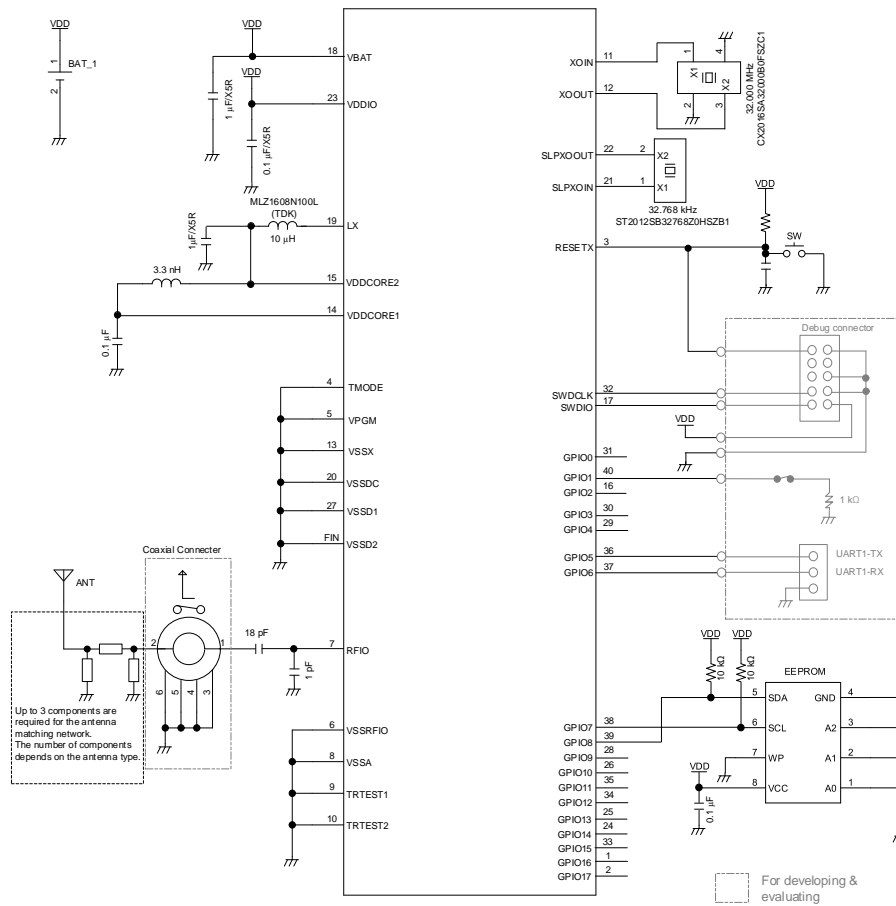 VDD
1
BAT_1
2
VDD
18
VBAT
1 μF/X5R
VDD
23
VDDIO
0.1 μF/X5R
MLZ1608N100L
(TDK)
19
LX
10 μH
1μF/X5R
3.3 nH
15
VDDCORE2
14
VDDCORE1
0.1 μF
4
TMODE
5
VPGM
13
VSSX
20
VSSDC
27
VSSD1
FIN
VSSD2
Coaxial Connecter
ANT
2
1
18 pF
7
RFIO
1 pF
6
5
4
3
Up to 3 components are
required for the antenna
matching network.
The number of components
depends on the antenna type.
6
VSSRFIO
8
VSSA
9
TRTEST1
10
TRTEST2
XOIN
11
XOOUT
12
1
4
X1
X2
2
3
32.000 MHz
CX2016SA32000B0FSZC1
SLPXOOUT
22
2
X2
SLPXOIN
21
1
X1
32.768 kHz
ST2012SB32768Z0HSZB1
VDD
RESETX
3
SW
Debug connector
SWDCLK
32
SWDIO
17
VDD
GPIO0
31
GPIO1
40
GPIO2
16
1 kΩ
GPIO3
30
GPIO4
29
GPIO5
36
UART1-TX
GPIO6
37
UART1-RX
VDD
VDD
10 kΩ
10 kΩ
EEPROM
5
SDA
GND
4
GPIO7
38
6
SCL
A2
3
GPIO8
39
GPIO9
28
7
WP
A1
2
GPIO10
26
VDD
GPIO11
35
8
VCC
A0
1
GPIO12
34
0.1 μF
GPIO13
25
GPIO14
24
GPIO15
33
GPIO16
1
GPIO17
2
For developing &
evaluating